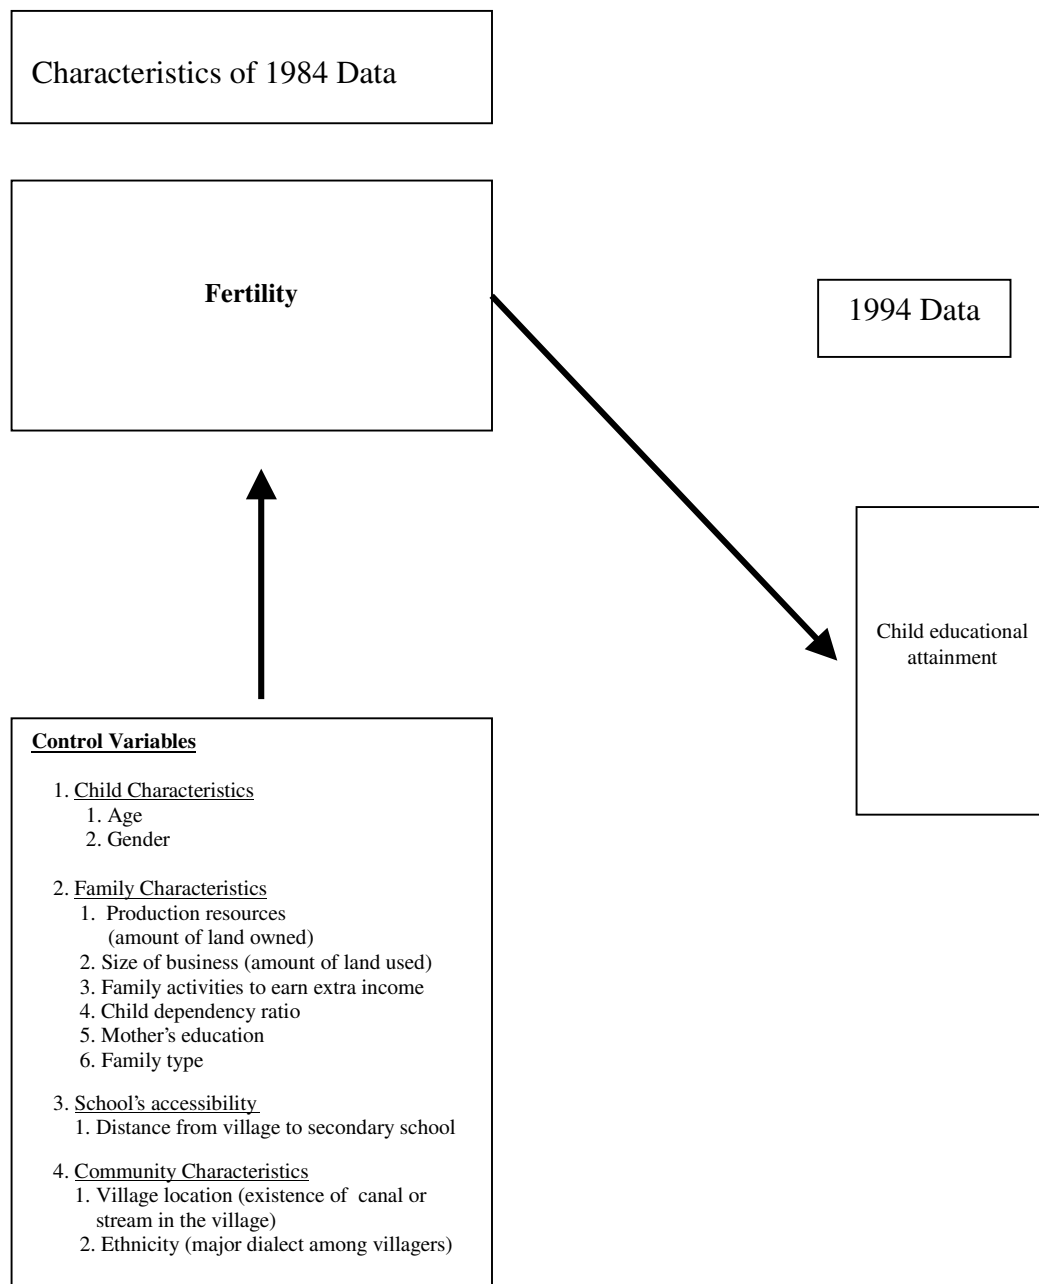 Characteristics of 1984 Data
Fertility
1994 Data
Child educational
attainment
Control Variables
1. Child Characteristics
1. Age
2. Gender
2. Family Characteristics
1. Production resources
(amount of land owned)
2. Size of business (amount of land used)
3. Family activities to earn extra income
4. Child dependency ratio
5. Mother’s education
6. Family type
3. School’s accessibility
1. Distance from village to secondary school
4. Community Characteristics
1. Village location (existence of canal or
stream in the village)
2. Ethnicity (major dialect among villagers)